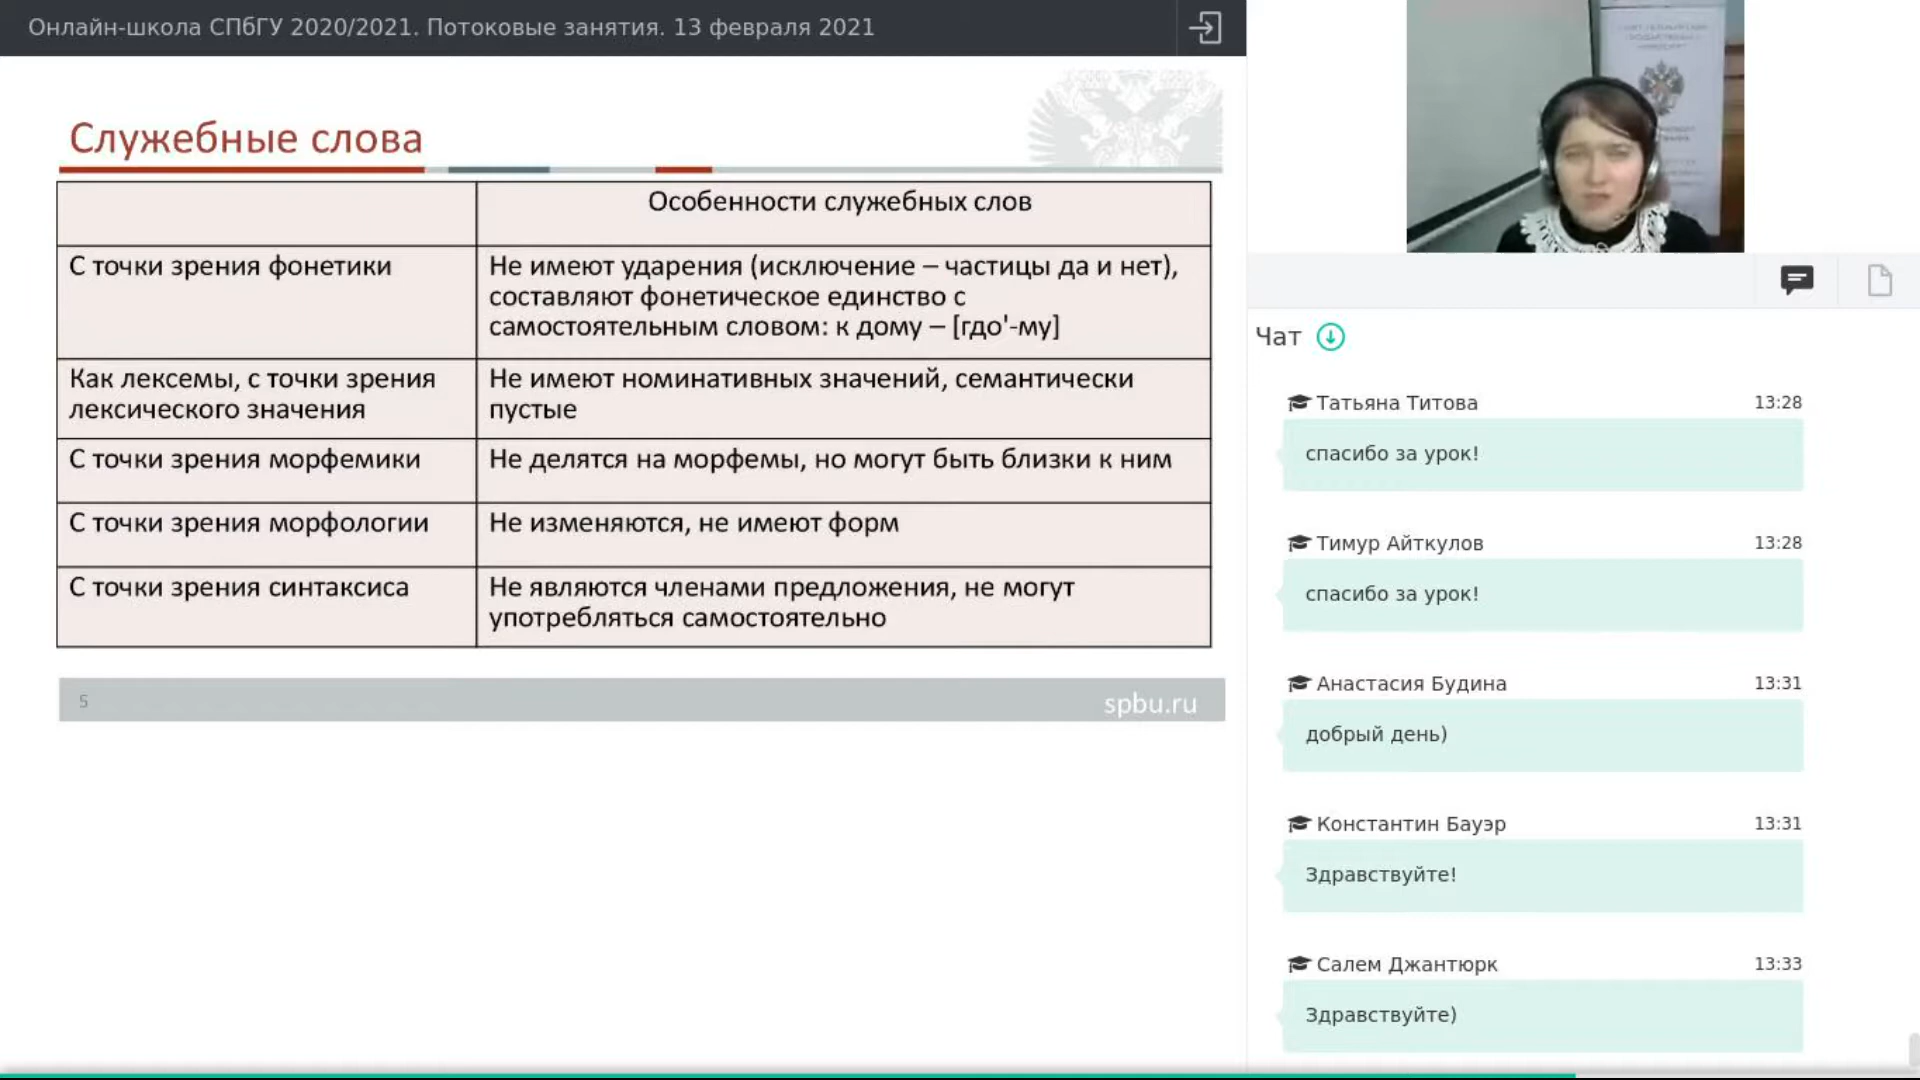 Онлайн-школа СПбГУ 2020/2021. Потоковые занятия. 13 февраля 2021
Служебные слова
Особенности служебных слов
С точки зрения фонетики
Не имеют ударения (исключение – частицы да и нет),
составляют фонетическое единство с
самостоятельным словом: к дому – [гдо'-му]
Как лексемы, с точки зрения
лексического значения
Не имеют номинативных значений, семантически
пустые
С точки зрения морфемики
Не делятся на морфемы, но могут быть близки к ним
С точки зрения морфологии
Не изменяются, не имеют форм
С точки зрения синтаксиса
Не являются членами предложения, не могут
употребляться самостоятельно
5
spbu.ru
Чат
Татьяна Титова
13:28
спасибо за урок!
Тимур Айткулов
13:28
спасибо за урок!
Анастасия Будина
13:31
добрый день)
Константин Бауэр
13:31
Здравствуйте!
Салем Джантюрк
13:33
Здравствуйте)